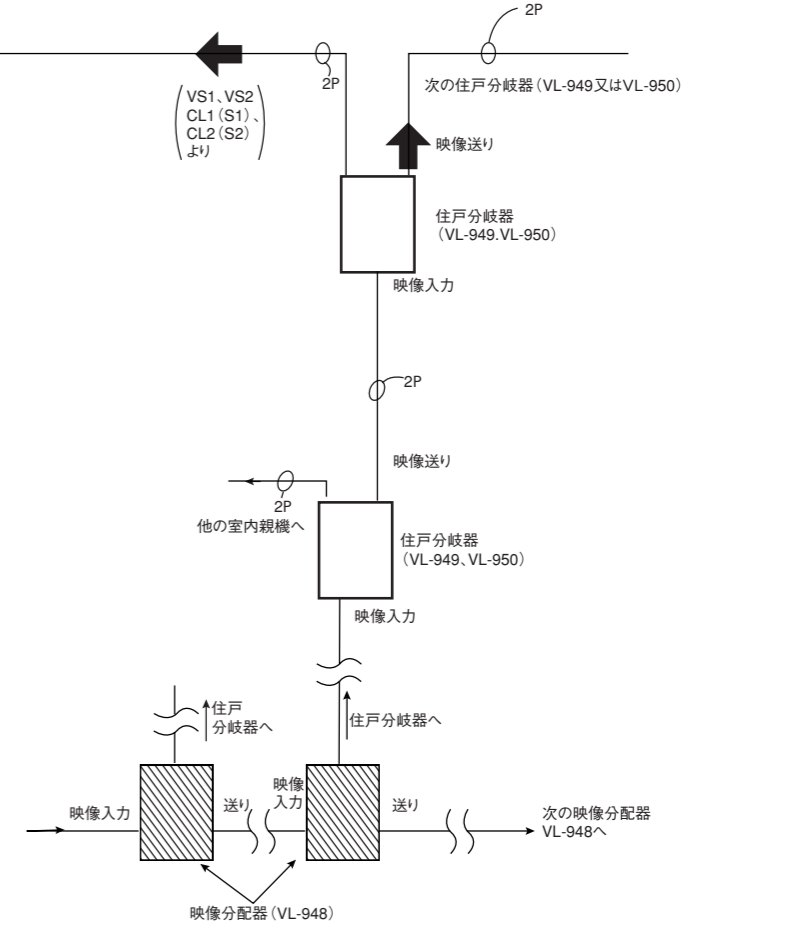 2P
2P
次の住戸分岐器（VL-949又はVL-950）
VS1、VS2
CL1（S1）、
CL2（S2）
より
映像送り
住戸分岐器
（VL-949.VL-950）
映像入力
2P
映像送り
2P
他の室内親機へ
住戸分岐器
（VL-949、VL-950）
映像入力
住戸
分岐器へ
住戸分岐器へ
映像入力
送り
映像
入力
送り
次の映像分配器
VL-948へ
映像分配器（VL-948）